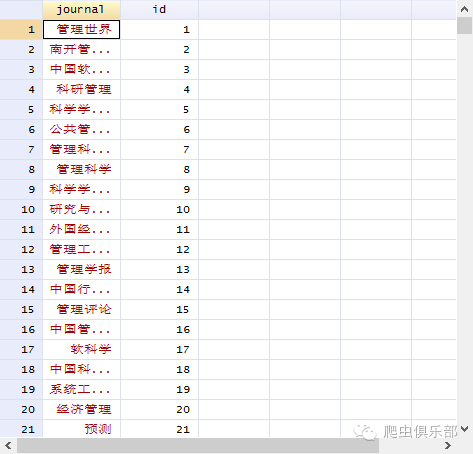 journal id
1 管理世界 1
2 南开管... 2
3 中国软... 3
4 科研管理 4
5 科学学... 5
6 公共管... 6
7 管理科... 7
8 管理科学 8
9 科学学... 9
10 研究与... 10
11 外国经... 11
12 管理工... 12
13 管理学报 13
14 中国行... 14
15 管理评论 15
16 中国管... 16
17 软科学 17
18 中国科... 18
19 系统工... 19
20 经济管理 20
21 预测 21
爬虫俱乐部